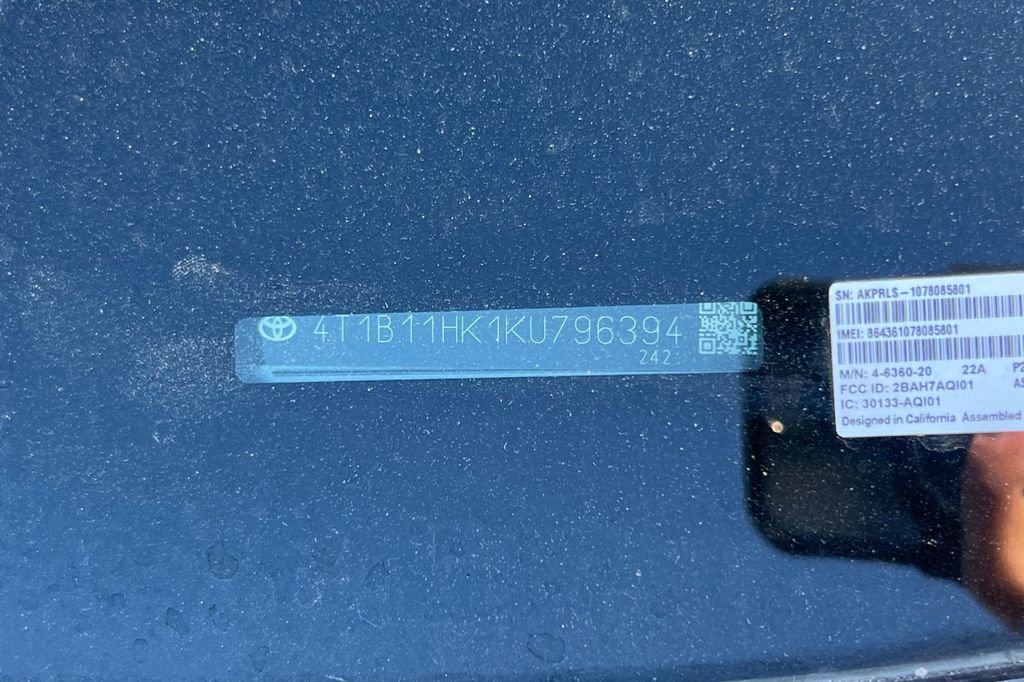 4T1B11HK1KU796394
242
SN: AKPRLS-1078085801
IMEI: 864361078085801
M/N: 4-6360-20 22A
FCC ID: 2BAH7AQI01
IC: 30133-AQI01
Designed in California Assembled